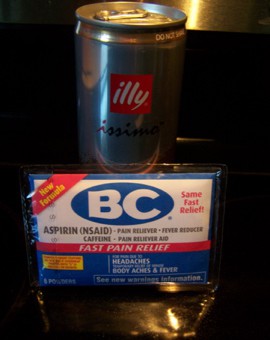 DO NOT SHAKE
illy
issimo
New
Formula
BC
Same
Fast
Relief!
ASPIRIN (NSAID) - PAIN RELIEVER - FEVER REDUCER
CAFFEINE - PAIN RELIEVER AID
FAST PAIN RELIEF
HEADACHES
BODY ACHES & FEVER
See new warnings information.
POWDERS